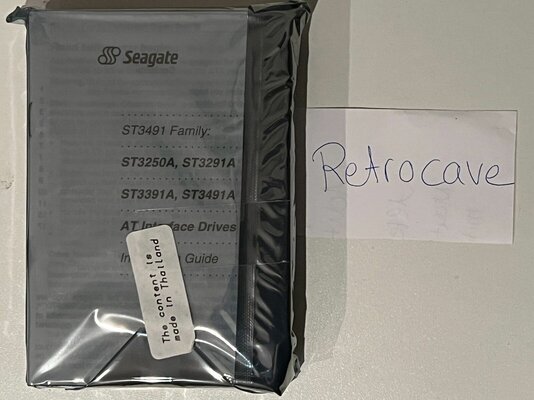 Seagate
ST3491 Family:
ST3250A, ST3291A
ST3391A, ST3491A
AT Interface Drives
Guide
The content is
made in Thailand
Retrocave